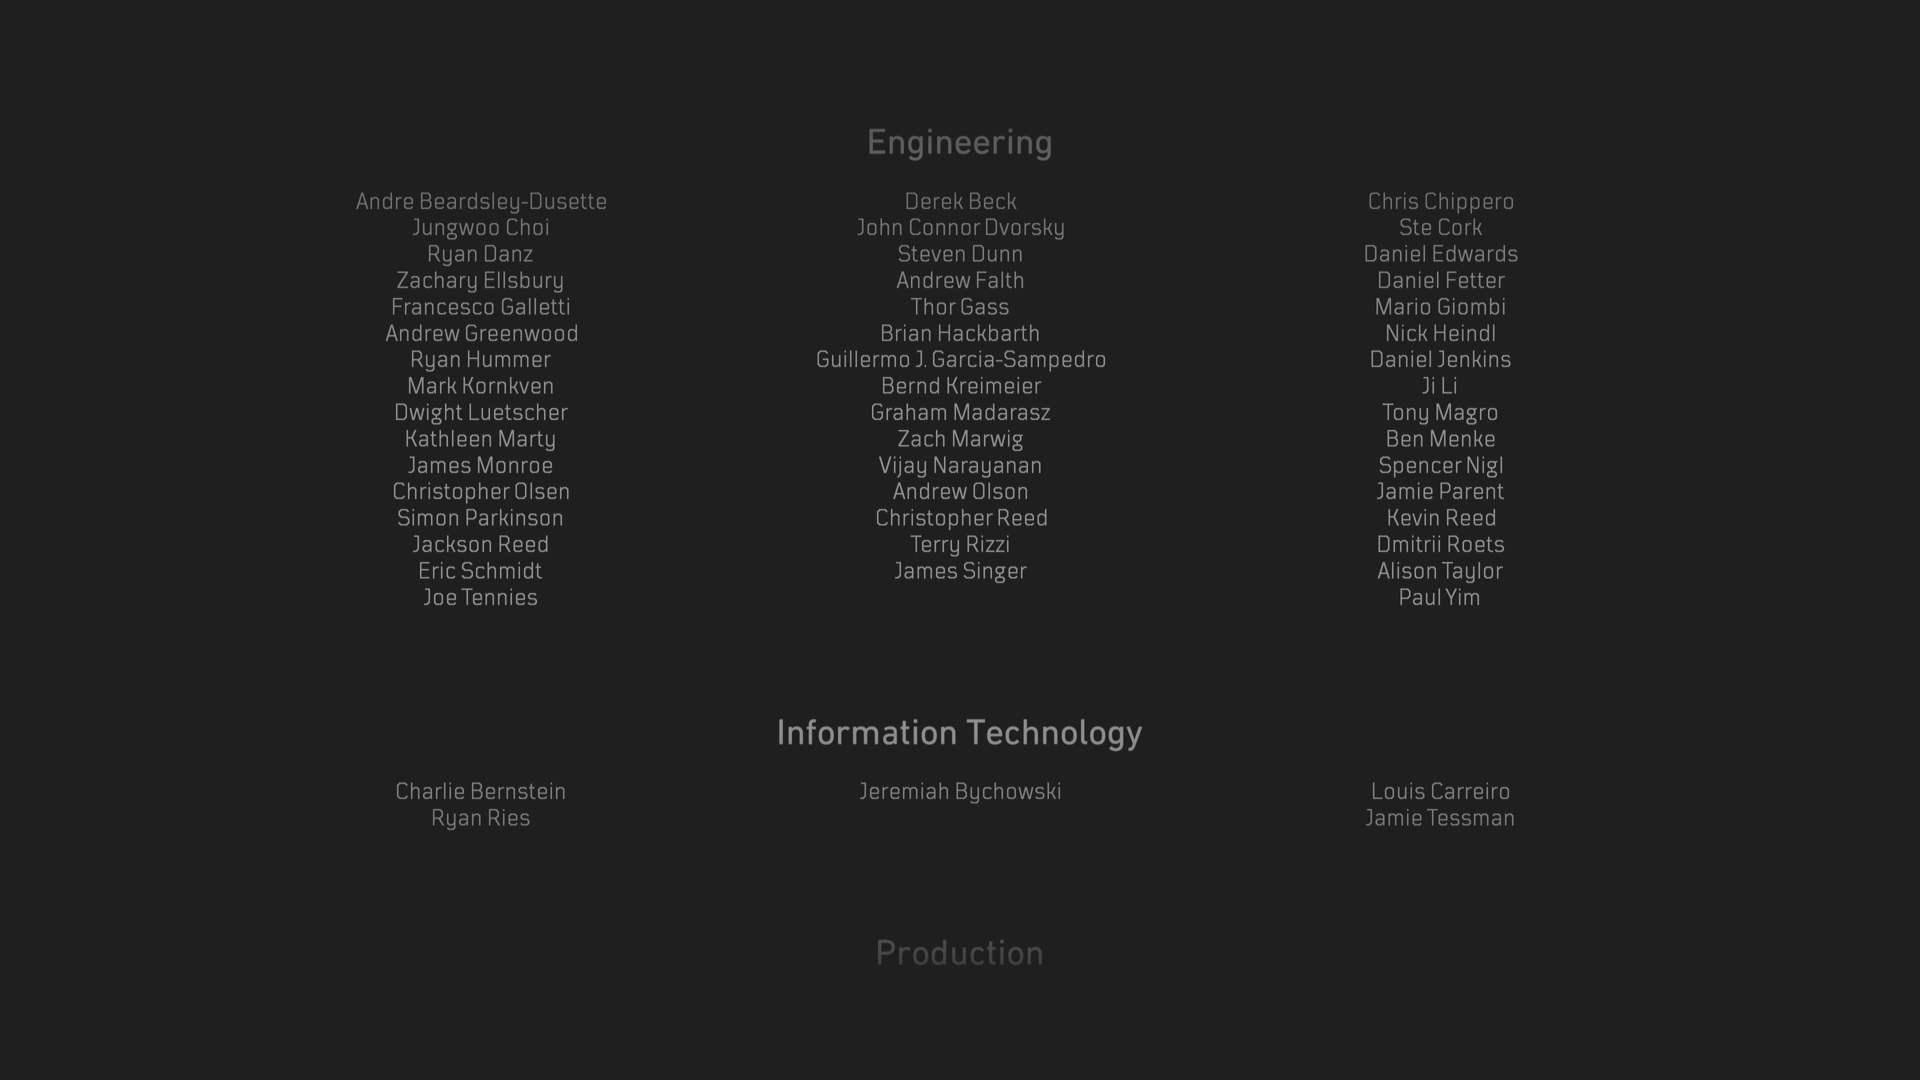 Engineering
Andre Beardsley-Dusette Derek Beck Chris Chippero
Jungwoo Choi John Connor Dvorsky Ste Cork
Ryan Danz Steven Dunn Daniel Edwards
Zachary Ellsbury Andrew Falth Daniel Fetter
Francesco Galletti Thor Gass Mario Giombi
Andrew Greenwood Brian Hackbarth Nick Heindl
Ryan Hummer Guillermo J. Garcia-Sampedro Daniel Jenkins
Mark Kornkven Bernd Kreimeier Ji Li
Dwight Luetscher Graham Madarasz Tony Magro
Kathleen Marty Zach Marwig Ben Menke
James Monroe Vijay Narayanan Spencer Nigl
Christopher Olsen Andrew Olson Jamie Parent
Simon Parkinson Christopher Reed Kevin Reed
Jackson Reed Terry Rizzi Dmitrii Roets
Eric Schmidt James Singer Alison Taylor
Joe Tennies Paul Yim
Information Technology
Charlie Bernstein Jeremiah Bychowski Louis Carreiro
Ryan Ries Jamie Tessman
Production